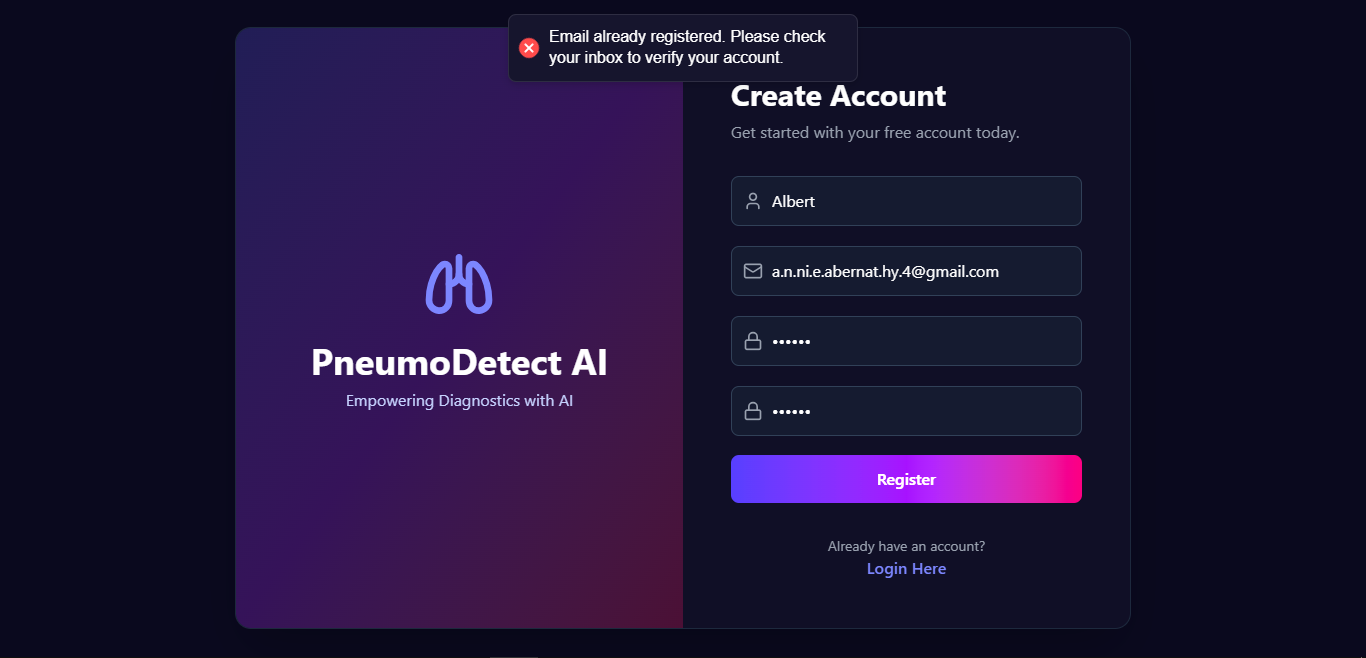 Email already registered. Please check
your inbox to verify your account.
PneumoDetect AI
Empowering Diagnostics with AI
Create Account
Get started with your free account today.
Albert
a.n.ni.e.abernat.hy.4@gmail.com
••••••
••••••
Register
Already have an account?
Login Here